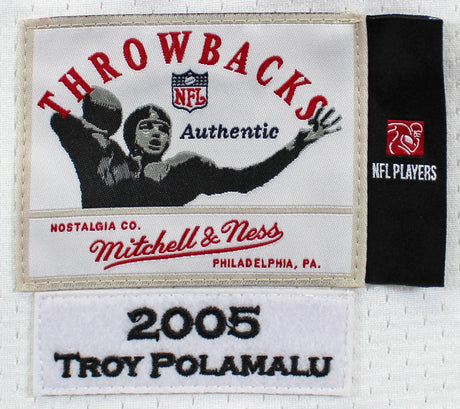 THROWBACKS
NFL
Authentic
NOSTALGIA CO.
Mitchell & Ness
PHILADELPHIA, PA.
NFL PLAYERS
2005
TROY POLAMALU